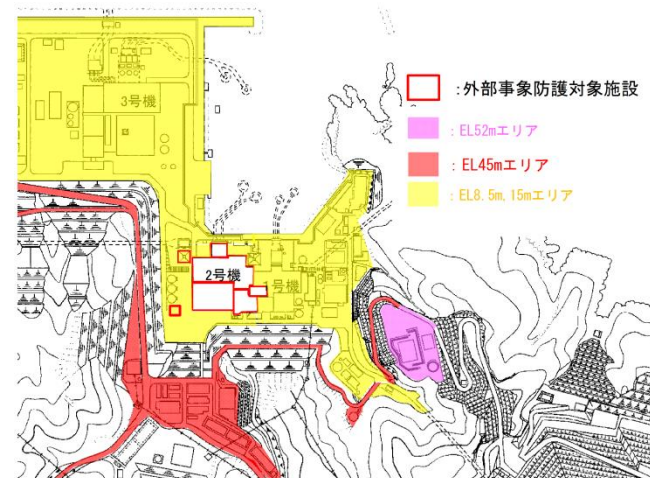 3号機
:外部事象防護対象施設
:EL52mエリア
:EL45mエリア
:EL8.5m,15mエリア
2号機
1号機